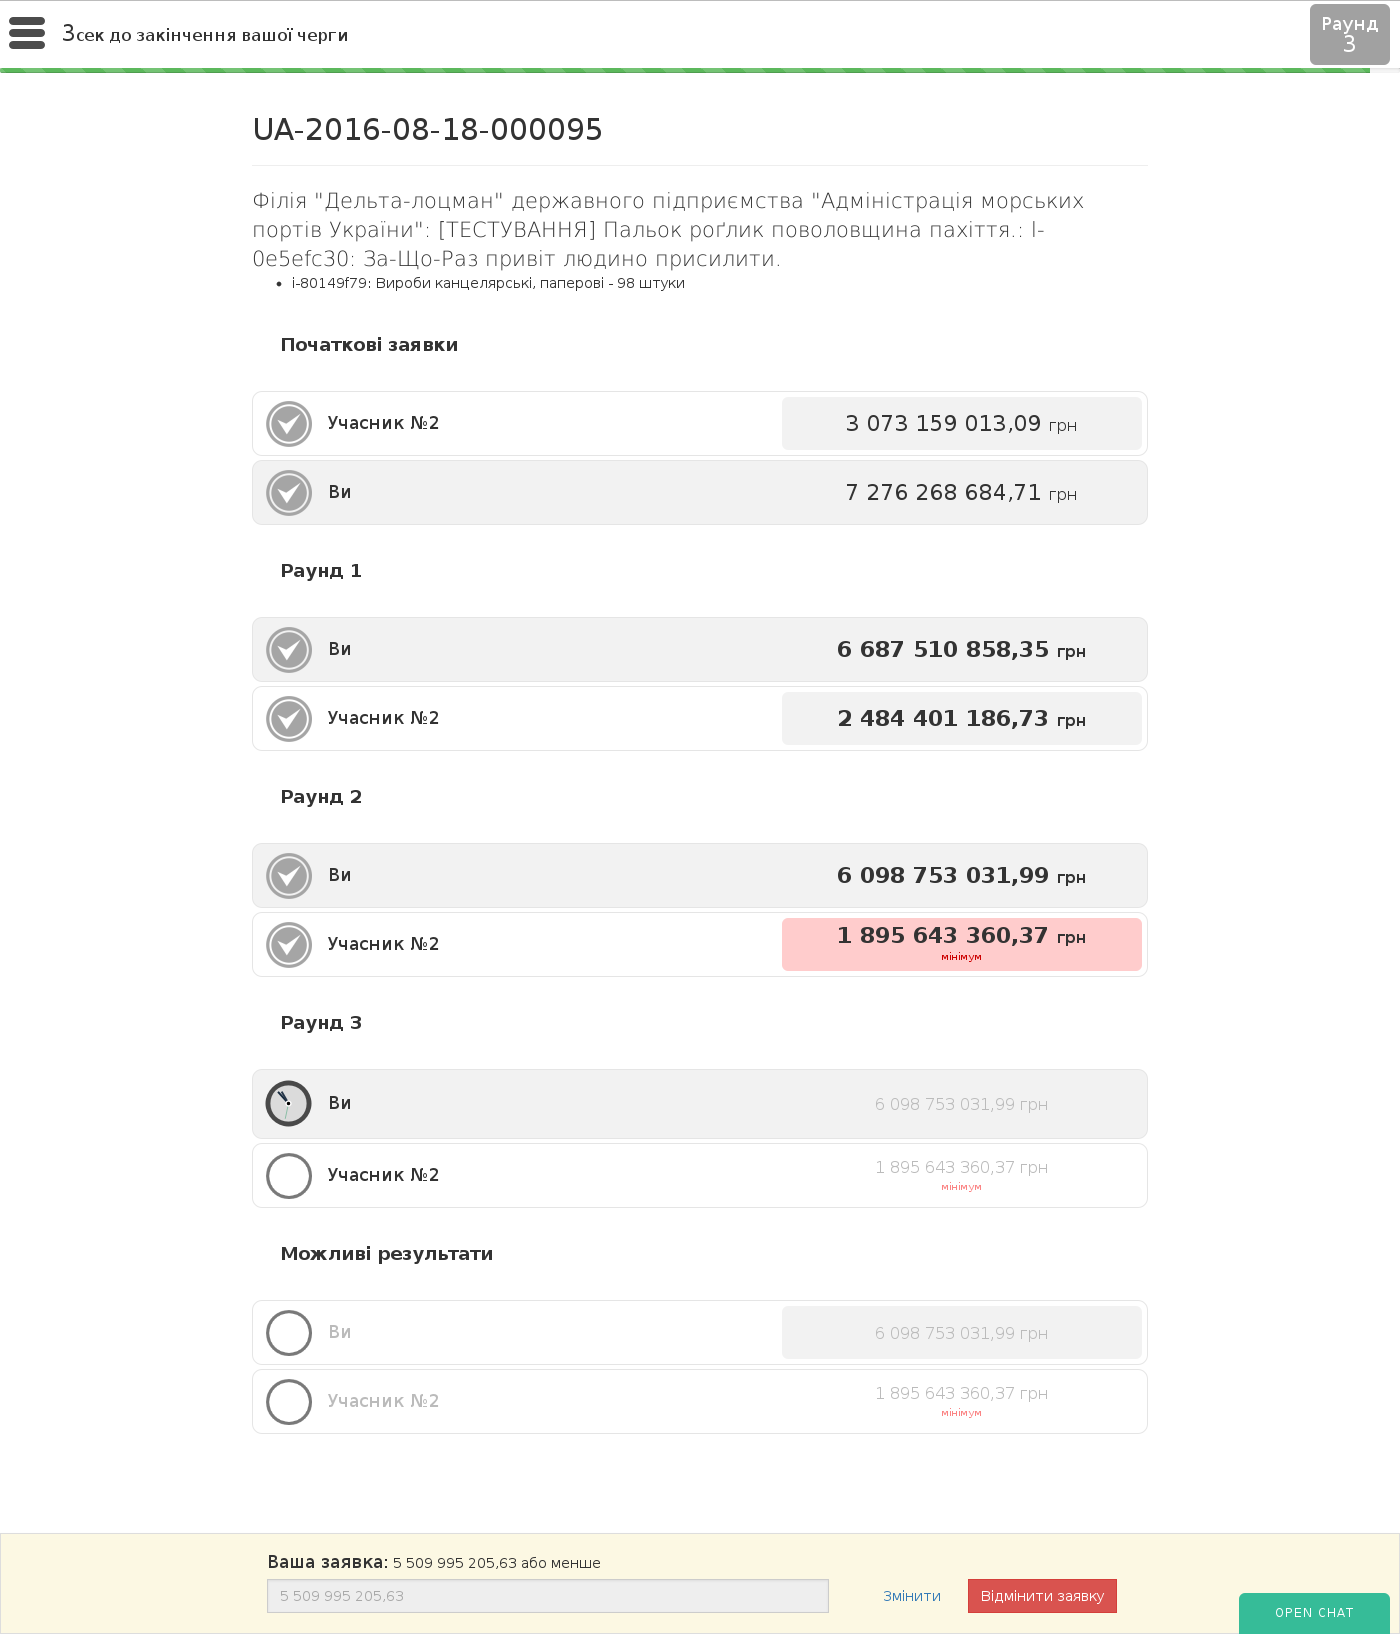 3 сек до закінчення вашої черги
Раунд
3
UA-2016-08-18-000095
Філія "Дельта-лоцман" державного підприємства "Адміністрація морських
портів України": [ТЕСТУВАННЯ] Пальок роґлик поволовщина пахіття.: l-
0e5efc30: За-Що-Раз привіт людино присилити.
• i-80149f79: Вироби канцелярські, паперові - 98 штуки
Початкові заявки
Учасник №2 3 073 159 013,09 грн
Ви 7 276 268 684,71 грн
Раунд 1
Ви 6 687 510 858,35 грн
Учасник №2 2 484 401 186,73 грн
Раунд 2
Ви 6 098 753 031,99 грн
Учасник №2 1 895 643 360,37 грн
мінімум
Раунд 3
Ви 6 098 753 031,99 грн
Учасник №2 1 895 643 360,37 грн
мінімум
Можливі результати
Ви 6 098 753 031,99 грн
Учасник №2 1 895 643 360,37 грн
мінімум
Ваша заявка: 5 509 995 205,63 або менше
5 509 995 205,63 Змінити Відмінити заявку
OPEN CHAT